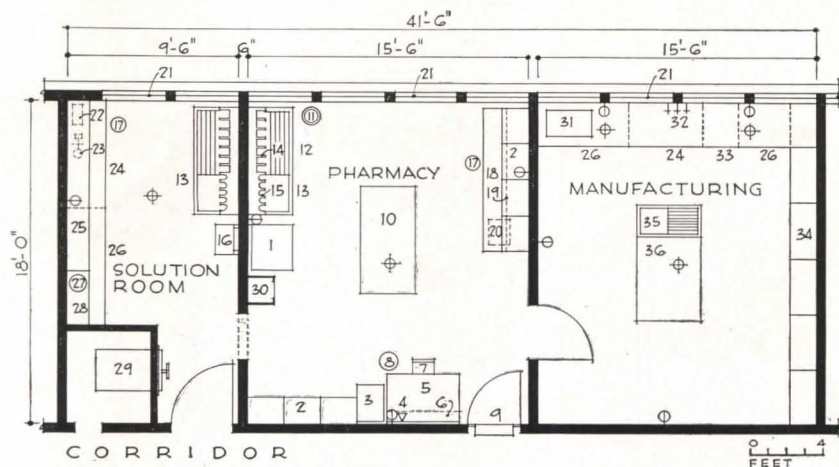 41'-6"
9'-6" 6" 15'-6" 15'-6"
21 21 21
22 17 11 31 32
23 14 12 2 26 24 33 26
24 17 18
13 15 13 PHARMACY 19 MANUFACTURING
18'-0"
25 16 1 10 20 35 34
26 36
SOLUTION
ROOM
27 30
28
29 8 7
5
2 3 4 6 9
CORRIDOR
0 4
FEET